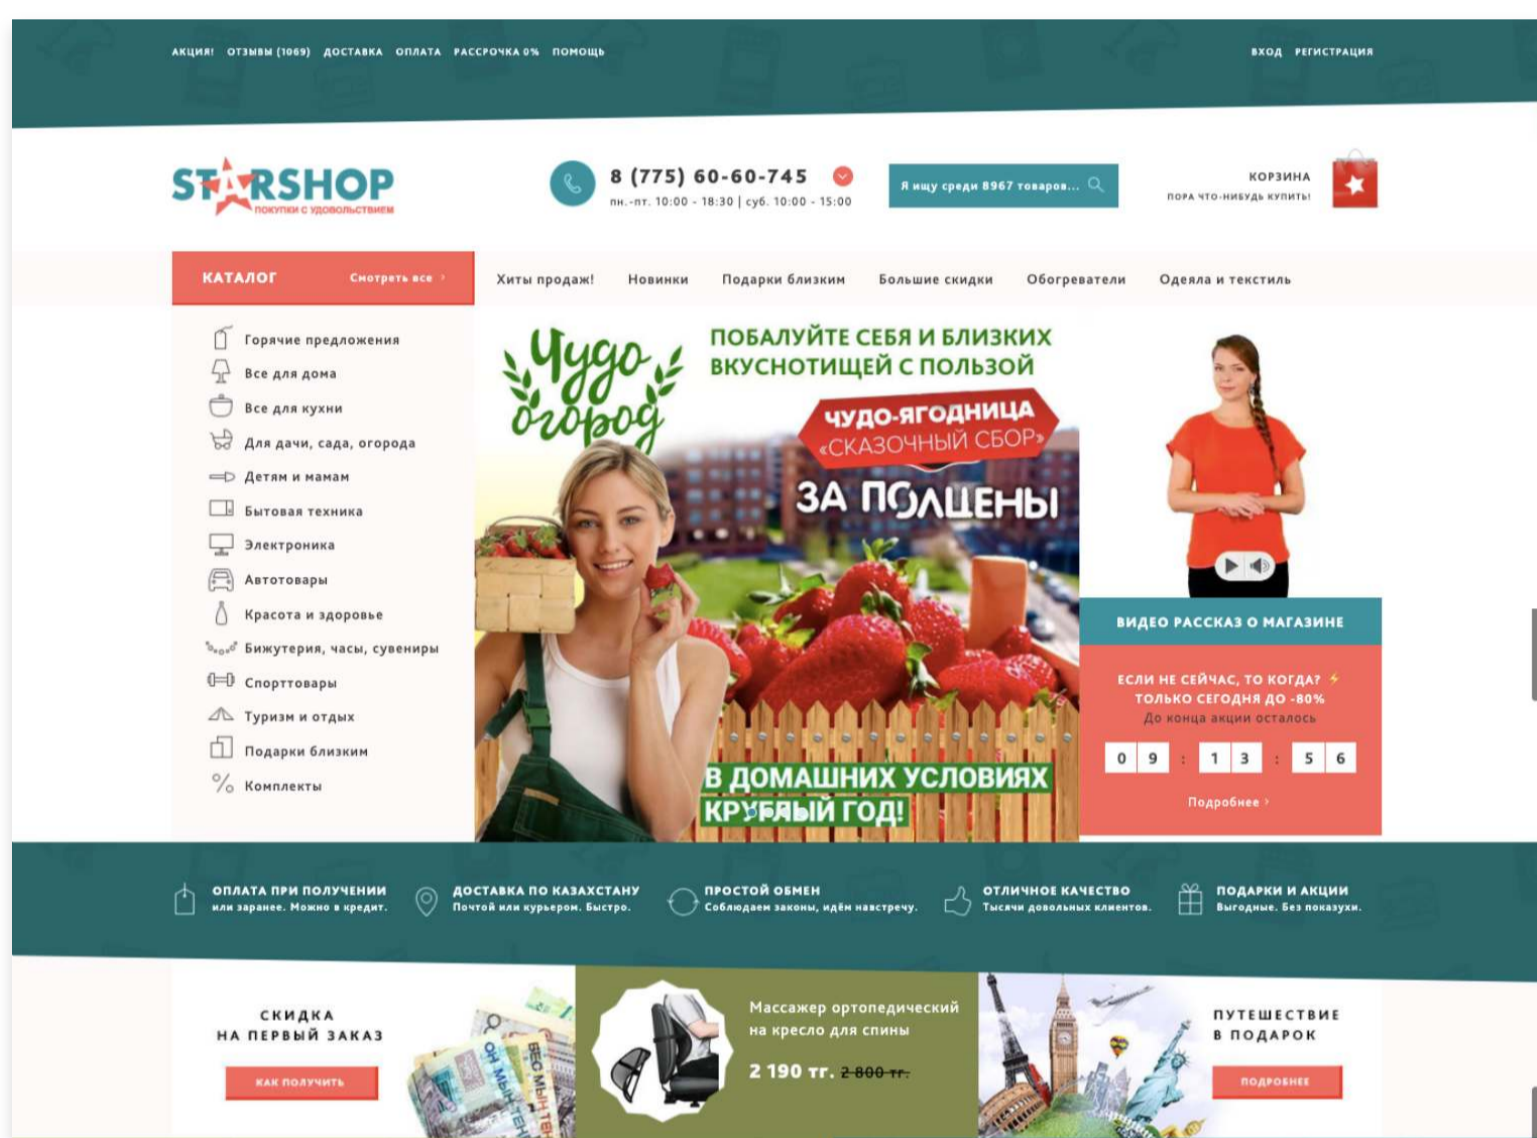 АКЦИЯ! ОТЗЫВЫ (1069) ДОСТАВКА ОПЛАТА РАССРОЧКА 0% ПОМОЩЬ
ВХОД РЕГИСТРАЦИЯ
STARSHOP
ПОКУПКИ С УДОВОЛЬСТВИЕМ
8 (775) 60-60-745
пн.-пт. 10:00 - 18:30 | суб. 10:00 - 15:00
Я ищу среди 8967 товаров...
КОРЗИНА
ПОРА ЧТО-НИБУДЬ КУПИТЬ!
КАТАЛОГ Смотреть все >
Хиты продаж! Новинки Подарки близким Большие скидки Обогреватели Одеяла и текстиль
Горячие предложения
Все для дома
Все для кухни
Для дачи, сада, огорода
Детям и мамам
Бытовая техника
Электроника
Автотовары
Красота и здоровье
Бижутерия, часы, сувениры
Спорттовары
Туризм и отдых
Подарки близким
Комплекты
Чудо
огород
ПОБАЛУЙТЕ СЕБЯ И БЛИЗКИХ
ВКУСНОТИЩЕЙ С ПОЛЬЗОЙ
ЧУДО-ЯГОДНИЦА
«СКАЗОЧНЫЙ СБОР»
ЗА ПОЛЦЕНЫ
В ДОМАШНИХ УСЛОВИЯХ
КРУГЛЫЙ ГОД!
ВИДЕО РАССКАЗ О МАГАЗИНЕ
ЕСЛИ НЕ СЕЙЧАС, ТО КОГДА? ⚡
ТОЛЬКО СЕГОДНЯ ДО -80%
До конца акции осталось
0 9 : 1 3 : 5 6
Подробнее >
ОПЛАТА ПРИ ПОЛУЧЕНИИ
или заранее. Можно в кредит.
ДОСТАВКА ПО КАЗАХСТАНУ
Почтой или курьером. Быстро.
ПРОСТОЙ ОБМЕН
Соблюдаем законы, идём навстречу.
ОТЛИЧНОЕ КАЧЕСТВО
Тысячи довольных клиентов.
ПОДАРКИ И АКЦИИ
Выгодные. Без показухи.
СКИДКА
НА ПЕРВЫЙ ЗАКАЗ
КАК ПОЛУЧИТЬ
Массажер ортопедический
на кресло для спины
2 190 тг. 2 800 тг.
ПУТЕШЕСТВИЕ
В ПОДАРОК
ПОДРОБНЕЕ